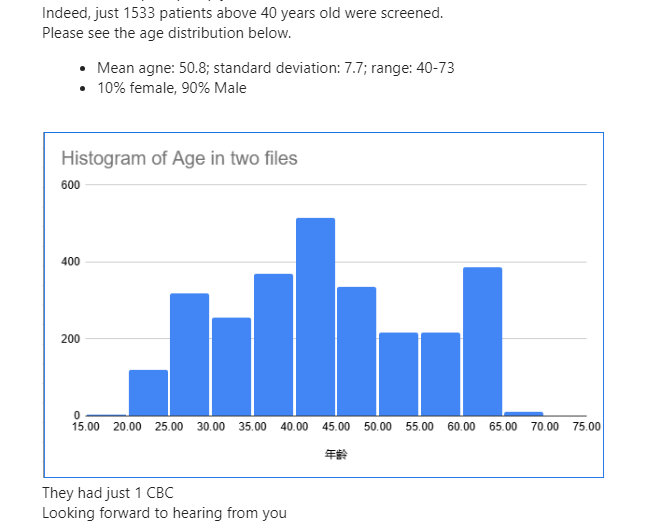 Indeed, just 1533 patients above 40 years old were screened.
Please see the age distribution below.
• Mean agne: 50.8; standard deviation: 7.7; range: 40-73
• 10% female, 90% Male
Histogram of Age in two files
600
400
200
0
15.00 20.00 25.00 30.00 35.00 40.00 45.00 50.00 55.00 60.00 65.00 70.00 75.00
年齡
They had just 1 CBC
Looking forward to hearing from you